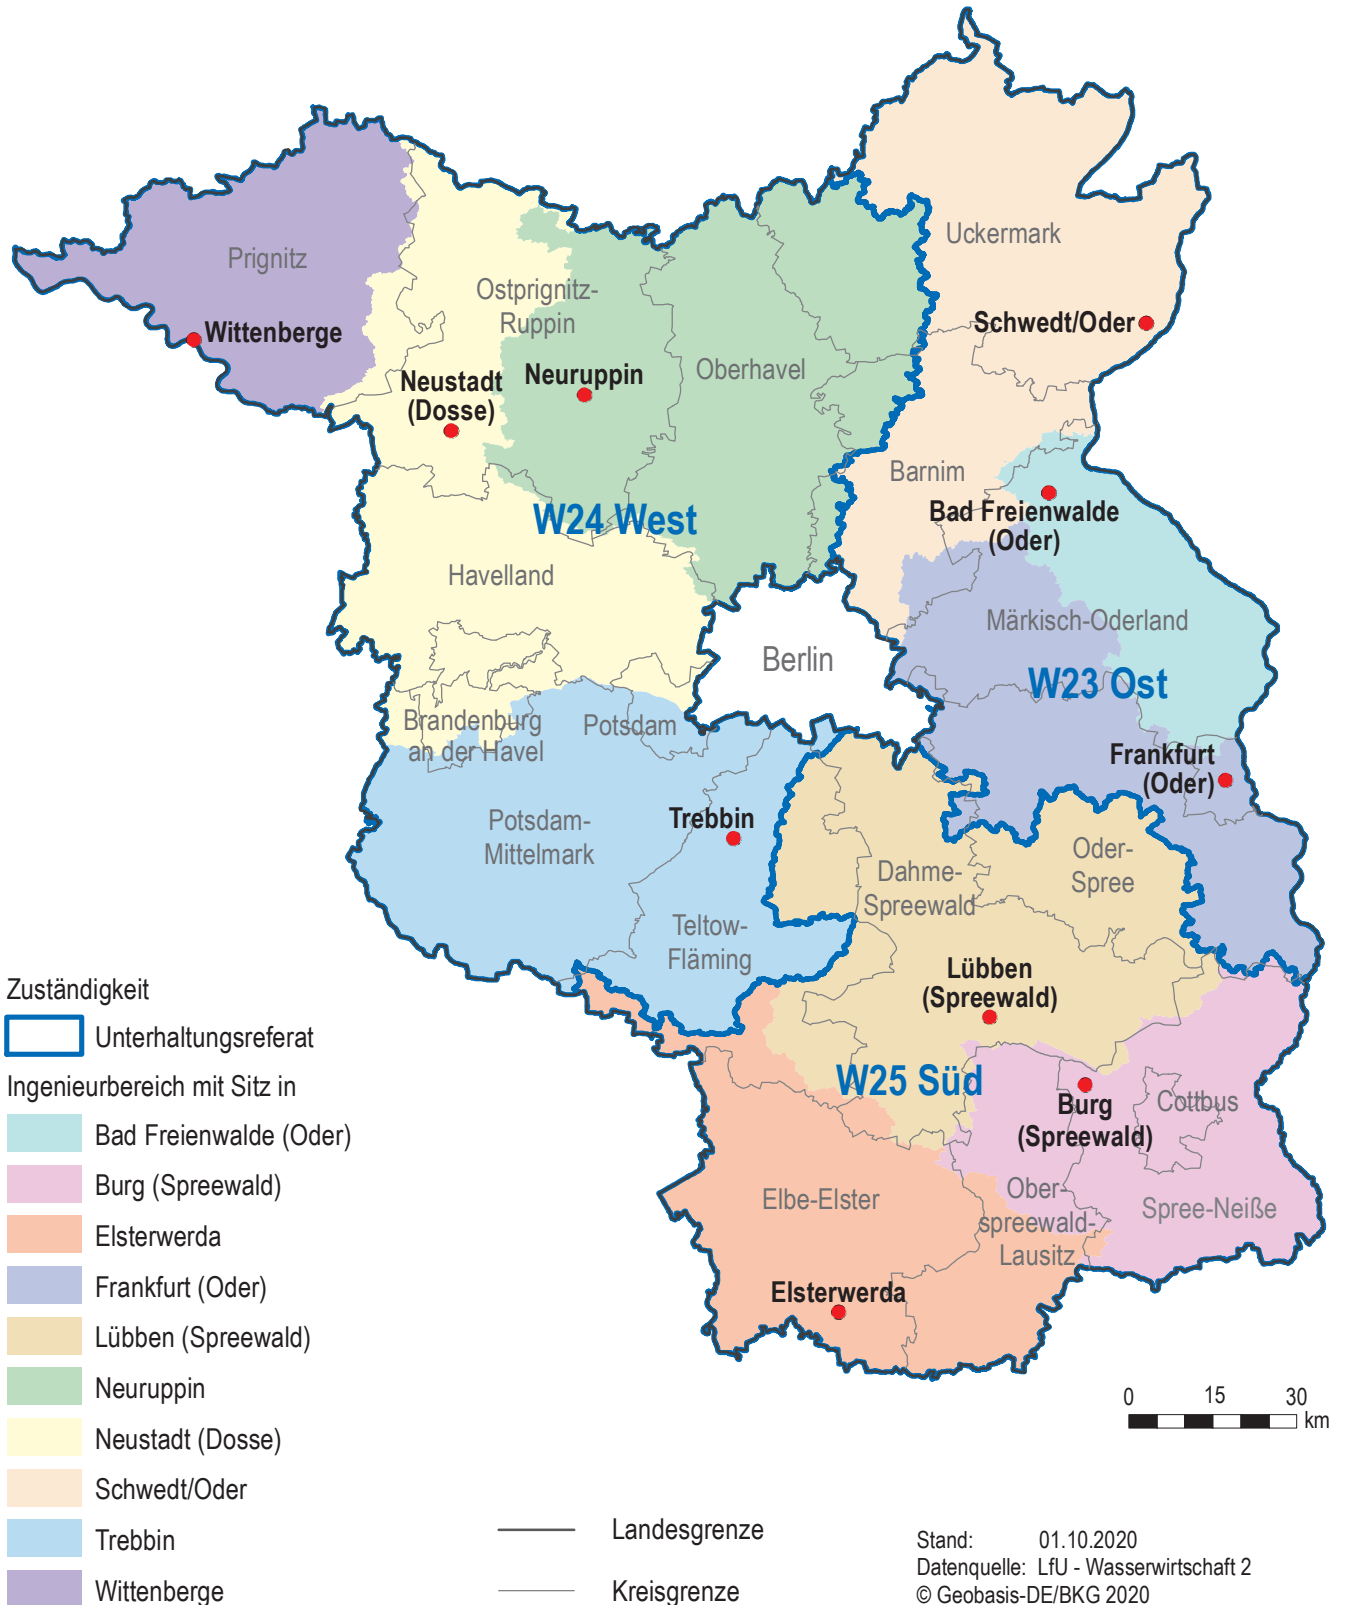 Uckermark
Prignitz
Ostprignitz-
Ruppin
Schwedt/Oder
Wittenberge
Oberhavel
Neuruppin
Neustadt
(Dosse)
Barnim
Bad Freienwalde
(Oder)
W24 West
Havelland
Märkisch-Oderland
Berlin
W23 Ost
Brandenburg
an der Havel
Potsdam
Frankfurt
(Oder)
Trebbin
Potsdam-
Mittelmark
Oder-
Spree
Dahme-
Spreewald
Teltow-
Fläming
Lübben
(Spreewald)
W25 Süd
Burg
(Spreewald)
Cottbus
Elbe-Elster
Ober-
spreewald-
Lausitz
Spree-Neiße
Elsterwerda
Zuständigkeit
Unterhaltungsreferat
Ingenieurbereich mit Sitz in
Bad Freienwalde (Oder)
Burg (Spreewald)
Elsterwerda
Frankfurt (Oder)
Lübben (Spreewald)
Neuruppin
Neustadt (Dosse)
Schwedt/Oder
Trebbin
Wittenberge
Landesgrenze
Kreisgrenze
0 15 30
km
Stand: 01.10.2020
Datenquelle: LfU - Wasserwirtschaft 2
© Geobasis-DE/BKG 2020